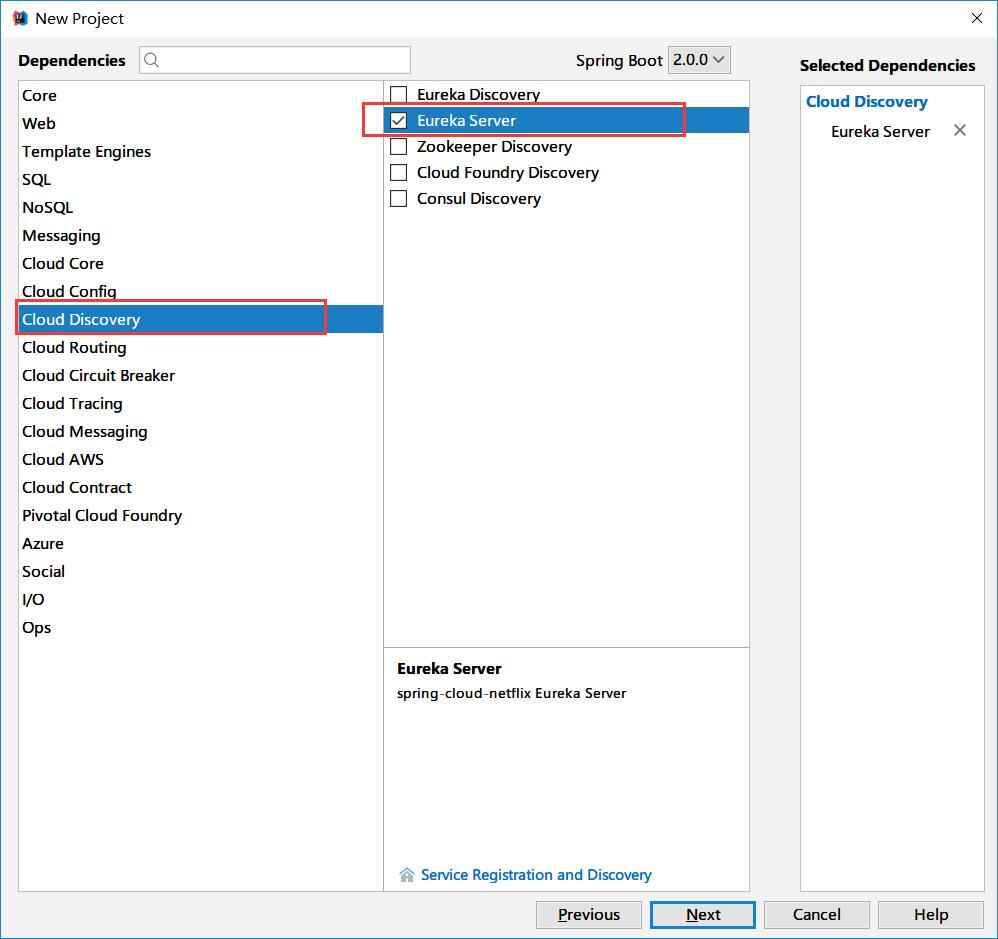 New Project
Dependencies
Spring Boot 2.0.0
Selected Dependencies
Core
Web
Template Engines
SQL
NoSQL
Messaging
Cloud Core
Cloud Config
Cloud Discovery
Cloud Routing
Cloud Circuit Breaker
Cloud Tracing
Cloud Messaging
Cloud AWS
Cloud Contract
Pivotal Cloud Foundry
Azure
Social
I/O
Ops
Eureka Discovery
Eureka Server
Zookeeper Discovery
Cloud Foundry Discovery
Consul Discovery
Eureka Server
spring-cloud-netflix Eureka Server
Service Registration and Discovery
Cloud Discovery
Eureka Server
Previous
Next
Cancel
Help